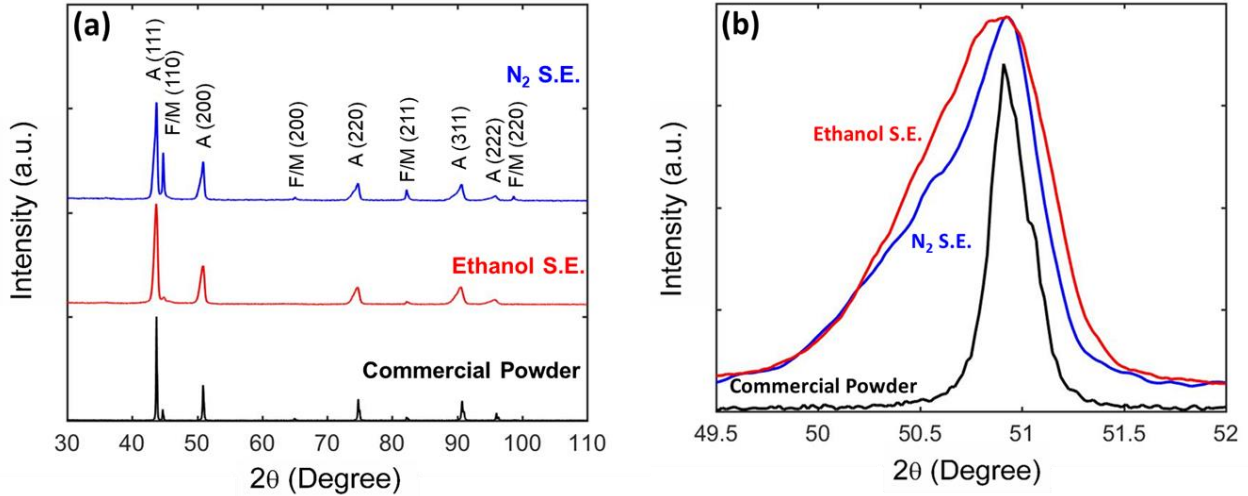 (a)
A (111)
F/M (110)
A (200)
F/M (200)
A (220)
F/M (211)
A (311)
A (222)
F/M (220)
N₂ S.E.
Ethanol S.E.
Commercial Powder
Intensity (a.u.)
30 40 50 60 70 80 90 100 110
2θ (Degree)
(b)
Ethanol S.E.
N₂ S.E.
Commercial Powder
Intensity (a.u.)
49.5 50 50.5 51 51.5 52
2θ (Degree)